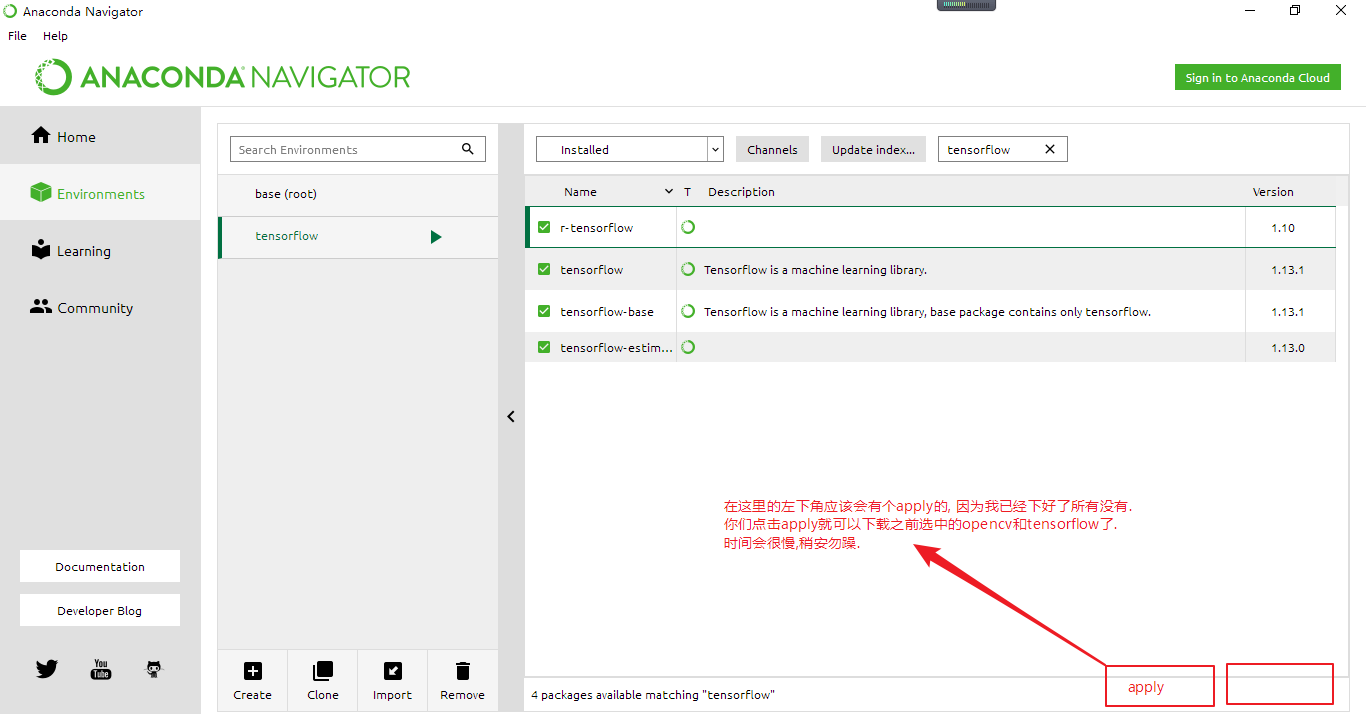 Anaconda Navigator
File Help
ANACONDA NAVIGATOR
Sign in to Anaconda Cloud
Home
Environments
Learning
Community
Documentation
Developer Blog
You
Tube
Search Environments
base (root)
tensorflow
Create Clone Import Remove
Installed Channels Update index... tensorflow
Name T Description Version
r-tensorflow 1.10
tensorflow Tensorflow is a machine learning library. 1.13.1
tensorflow-base Tensorflow is a machine learning library, base package contains only tensorflow. 1.13.1
tensorflow-estim... 1.13.0
在这里的左下角应该会有个apply的, 因为我已经下好了所有没有.
你们点击apply就可以下载之前选中的opencv和tensorflow了.
时间会很慢,稍安勿躁.
4 packages available matching "tensorflow"
apply